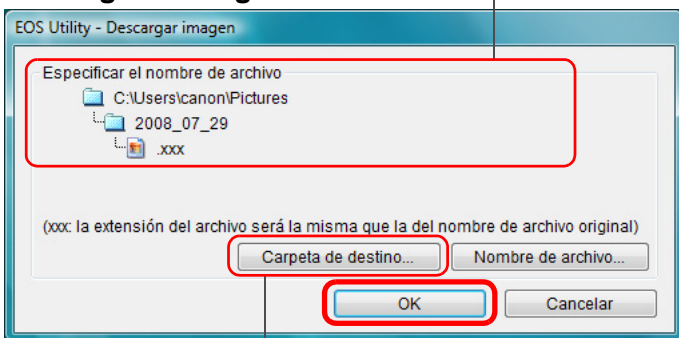 EOS Utility - Descargar imagen
Especificar el nombre de archivo
C:\Users\canon\Pictures
2008_07_29
.xxx
(xxx: la extensión del archivo será la misma que la del nombre de archivo original)
Carpeta de destino... Nombre de archivo...
OK Cancelar